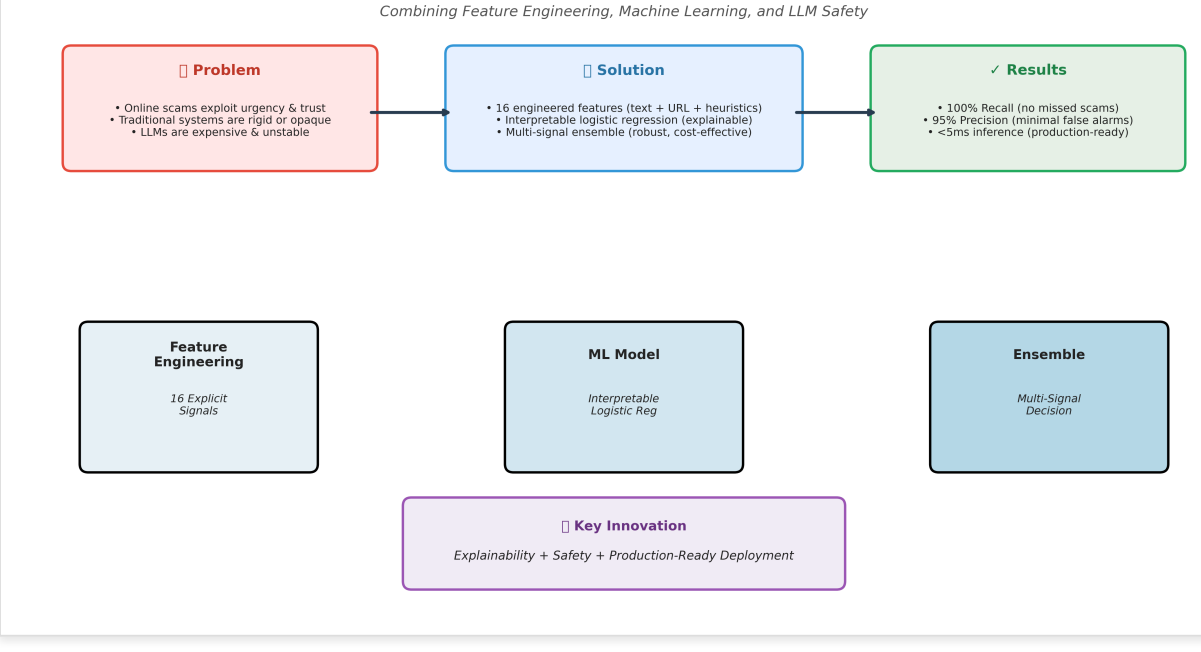 Combining Feature Engineering, Machine Learning, and LLM Safety
Problem
• Online scams exploit urgency & trust
• Traditional systems are rigid or opaque
• LLMs are expensive & unstable
Solution
• 16 engineered features (text + URL + heuristics)
• Interpretable logistic regression (explainable)
• Multi-signal ensemble (robust, cost-effective)
✓ Results
• 100% Recall (no missed scams)
• 95% Precision (minimal false alarms)
• <5ms inference (production-ready)
Feature
Engineering
16 Explicit
Signals
ML Model
Interpretable
Logistic Reg
Ensemble
Multi-Signal
Decision
Key Innovation
Explainability + Safety + Production-Ready Deployment